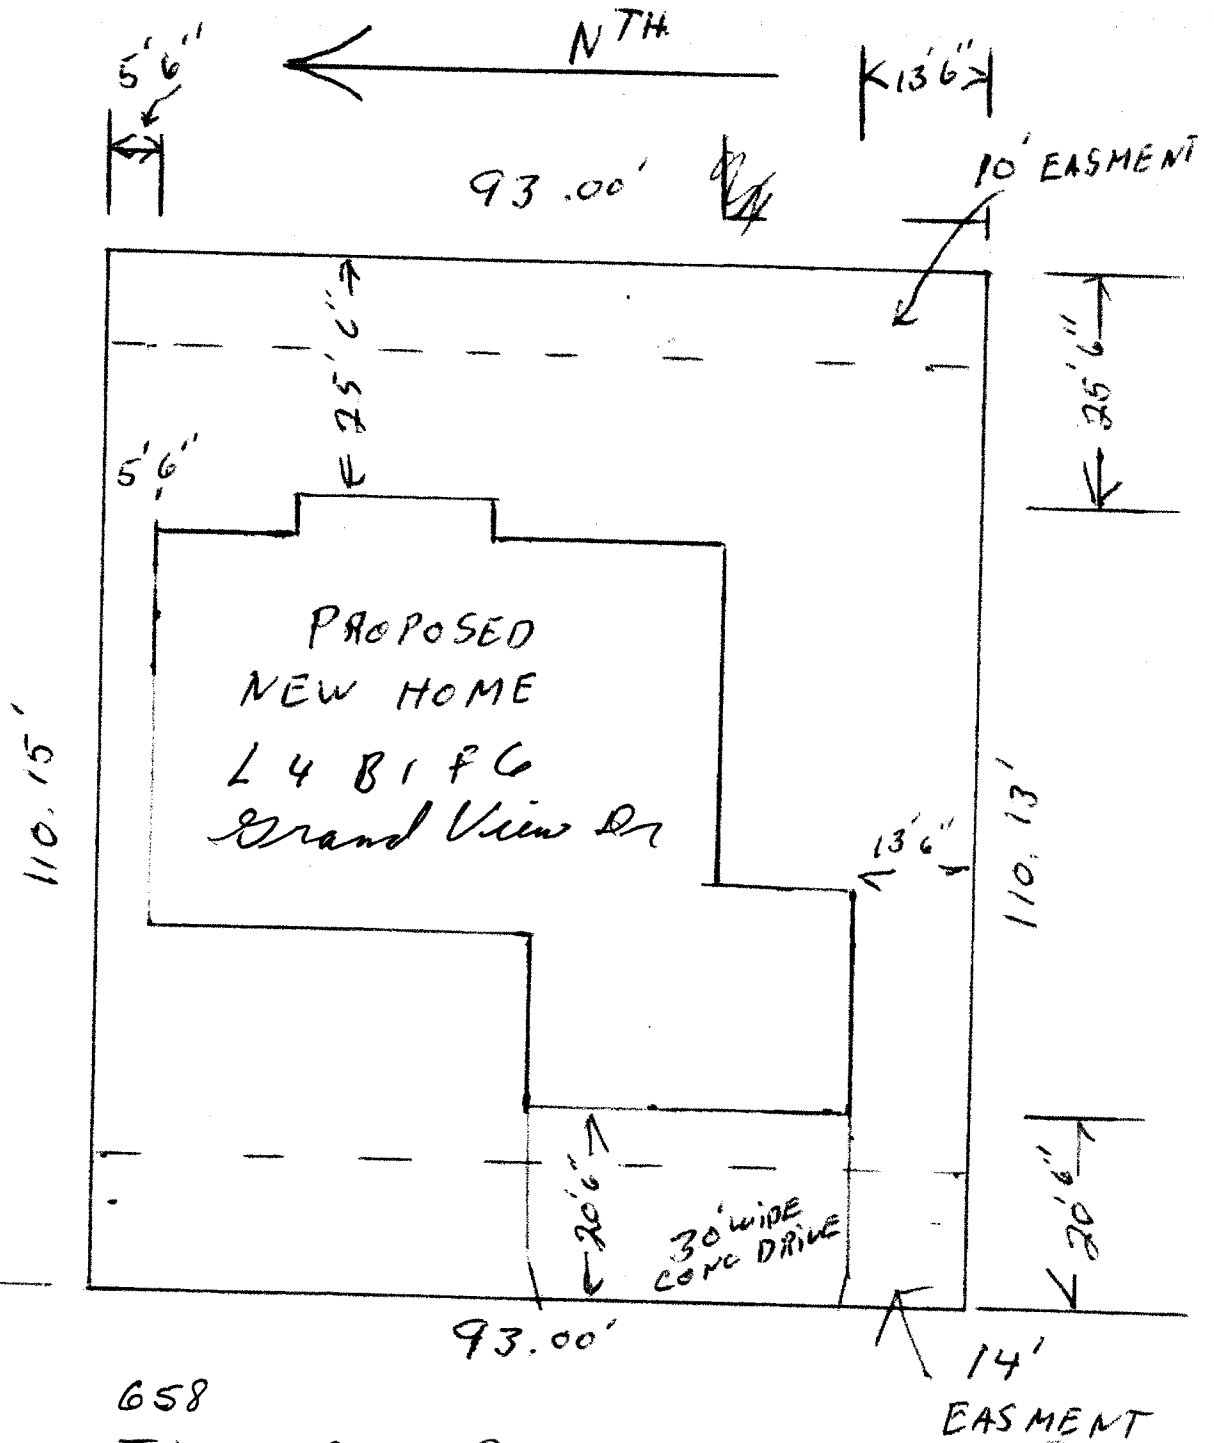 NTH
5'6"
13'6"
93.00'
10' EASMENT
25' 6"
25' 6"
5'6"
PROPOSED
NEW HOME
L 4 B 1 F G
Grand View Dr
110.15'
13'6"
110.13'
20'6"
30' WIDE
CONC DRIVE
20'6"
93.00'
14'
EASMENT
658